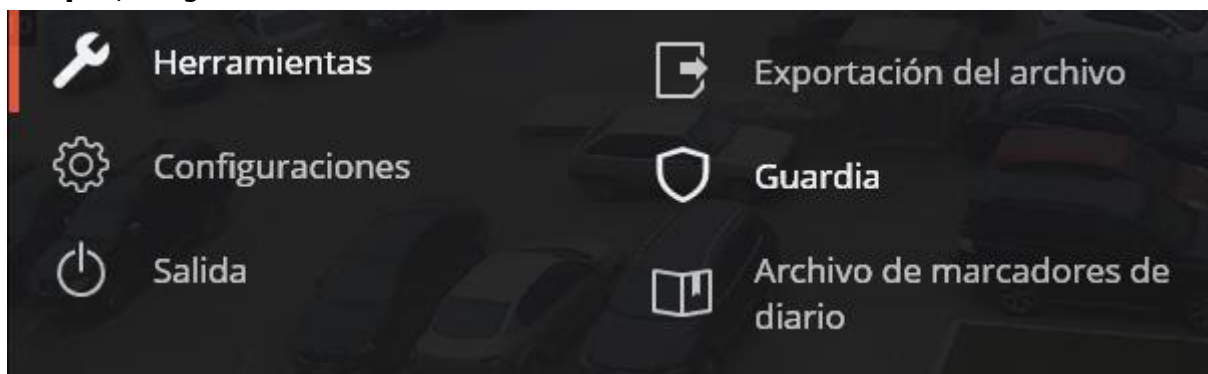 Herramientas
Configuraciones
Salida
Exportación del archivo
Guardia
Archivo de marcadores de
diario